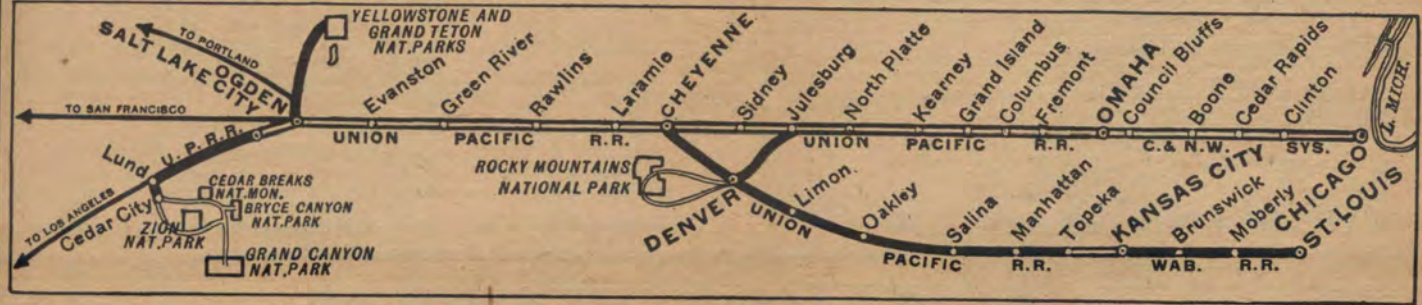 YELLOWSTONE AND
GRAND TETON
NAT. PARKS
TO PORTLAND
SALT LAKE CITY
OGDEN
TO SAN FRANCISCO
Evanston
Green River
Rawlins
Laramie
CHEYENNE
Sidney
Julesburg
North Platte
Kearney
Grand Island
Columbus
Fremont
OMAHA
Council Bluffs
Boone
Cedar Rapids
Clinton
CHICAGO
L. MICH.
UNION PACIFIC R.R.
UNION PACIFIC R.R.
C. & N.W. SYS.
U. P. R. R.
Lund
Cedar City
TO LOS ANGELES
CEDAR BREAKS
NAT. MON.
BRYCE CANYON
NAT. PARK
ZION
NAT. PARK
GRAND CANYON
NAT. PARK
ROCKY MOUNTAINS
NATIONAL PARK
DENVER
Limon
Oakley
Salina
Manhattan
Topeka
KANSAS CITY
Brunswick
Moberly
ST. LOUIS
UNION PACIFIC R.R.
WAB. R.R.